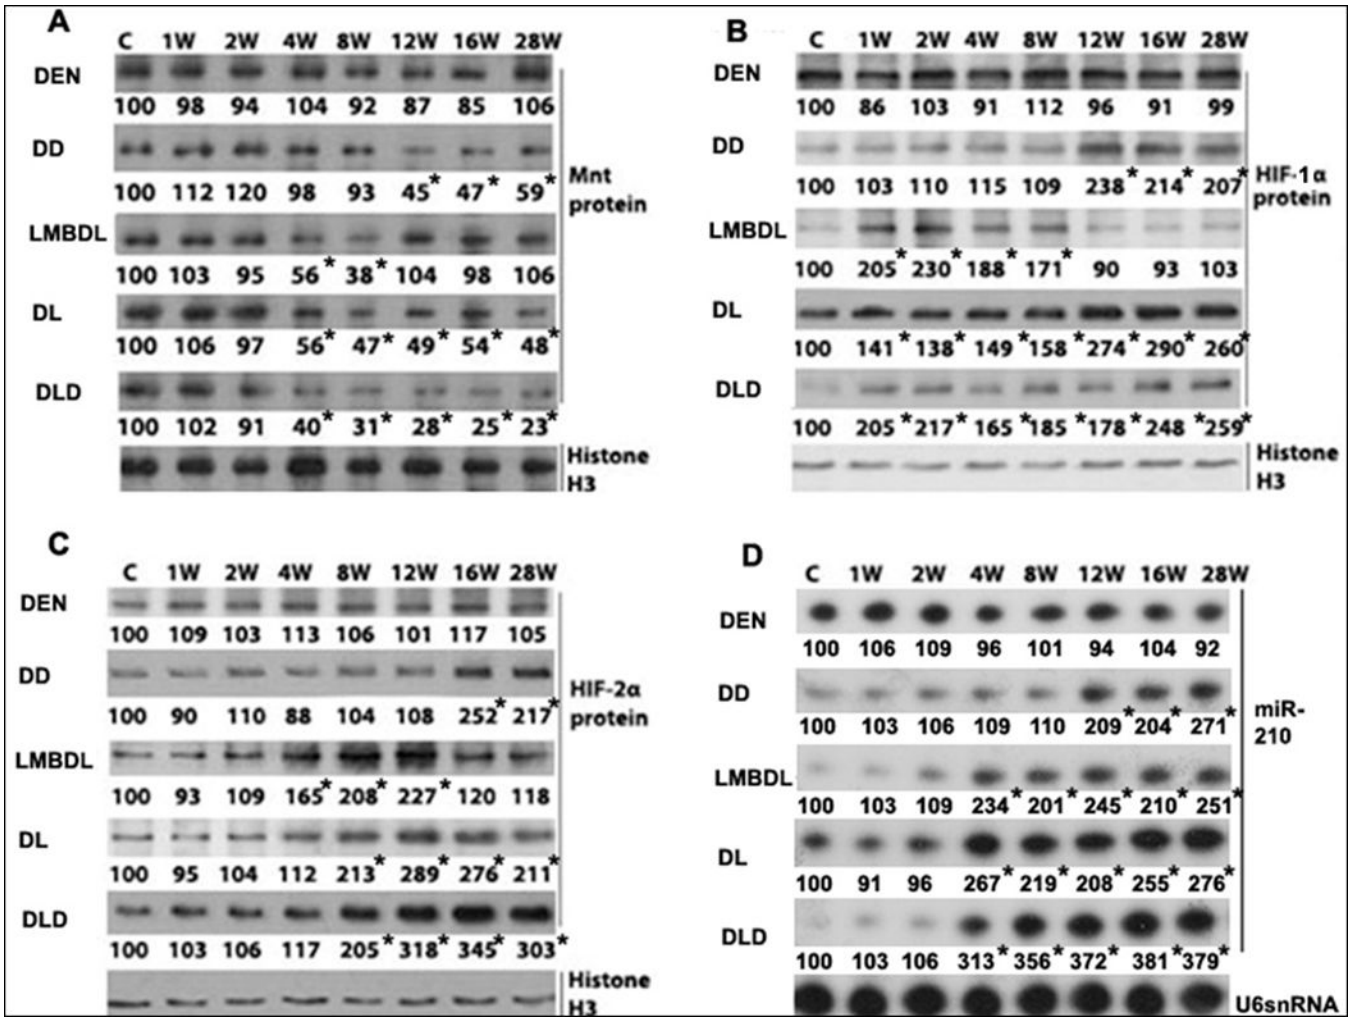 A
C 1W 2W 4W 8W 12W 16W 28W
DEN
100 98 94 104 92 87 85 106
DD
100 112 120 98 93 45* 47* 59*
Mnt
protein
LMBDL
100 103 95 56* 38* 104 98 106
DL
100 106 97 56* 47* 49* 54* 48*
DLD
100 102 91 40* 31* 28* 25* 23*
Histone
H3
B
C 1W 2W 4W 8W 12W 16W 28W
DEN
100 86 103 91 112 96 91 99
DD
100 103 110 115 109 238* 214* 207*
HIF-1α
protein
LMBDL
100 205* 230* 188* 171* 90 93 103
DL
100 141* 138* 149* 158* 274* 290* 260*
DLD
100 205* 217* 165* 185* 178* 248* 259*
Histone
H3
C
C 1W 2W 4W 8W 12W 16W 28W
DEN
100 109 103 113 106 101 117 105
DD
100 90 110 88 104 108 252* 217*
HIF-2α
protein
LMBDL
100 93 109 165* 208* 227* 120 118
DL
100 95 104 112 213* 289* 276* 211*
DLD
100 103 106 117 205* 318* 345* 303*
Histone
H3
D
C 1W 2W 4W 8W 12W 16W 28W
DEN
100 106 109 96 101 94 104 92
DD
100 103 106 109 110 209* 204* 271*
miR-
210
LMBDL
100 103 109 234* 201* 245* 210* 251*
DL
100 91 96 267* 219* 208* 255* 276*
DLD
100 103 106 313* 356* 372* 381* 379*
U6snRNA